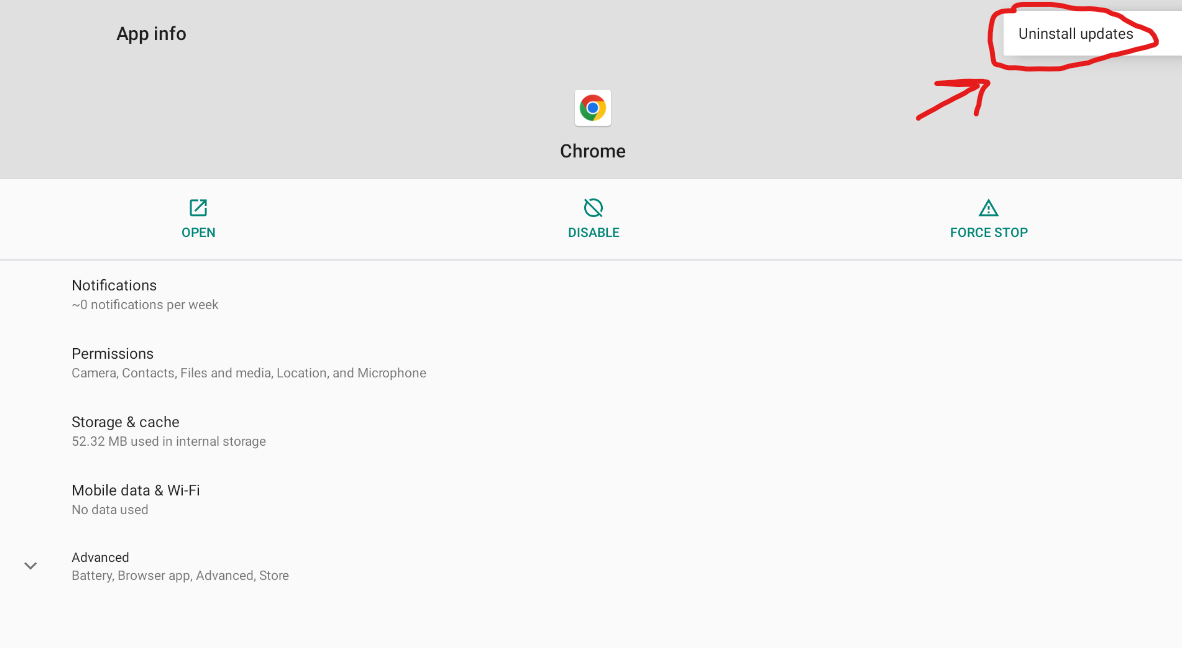 App info
Uninstall updates
Chrome
OPEN
DISABLE
FORCE STOP
Notifications
~0 notifications per week
Permissions
Camera, Contacts, Files and media, Location, and Microphone
Storage & cache
52.32 MB used in internal storage
Mobile data & Wi-Fi
No data used
Advanced
Battery, Browser app, Advanced, Store